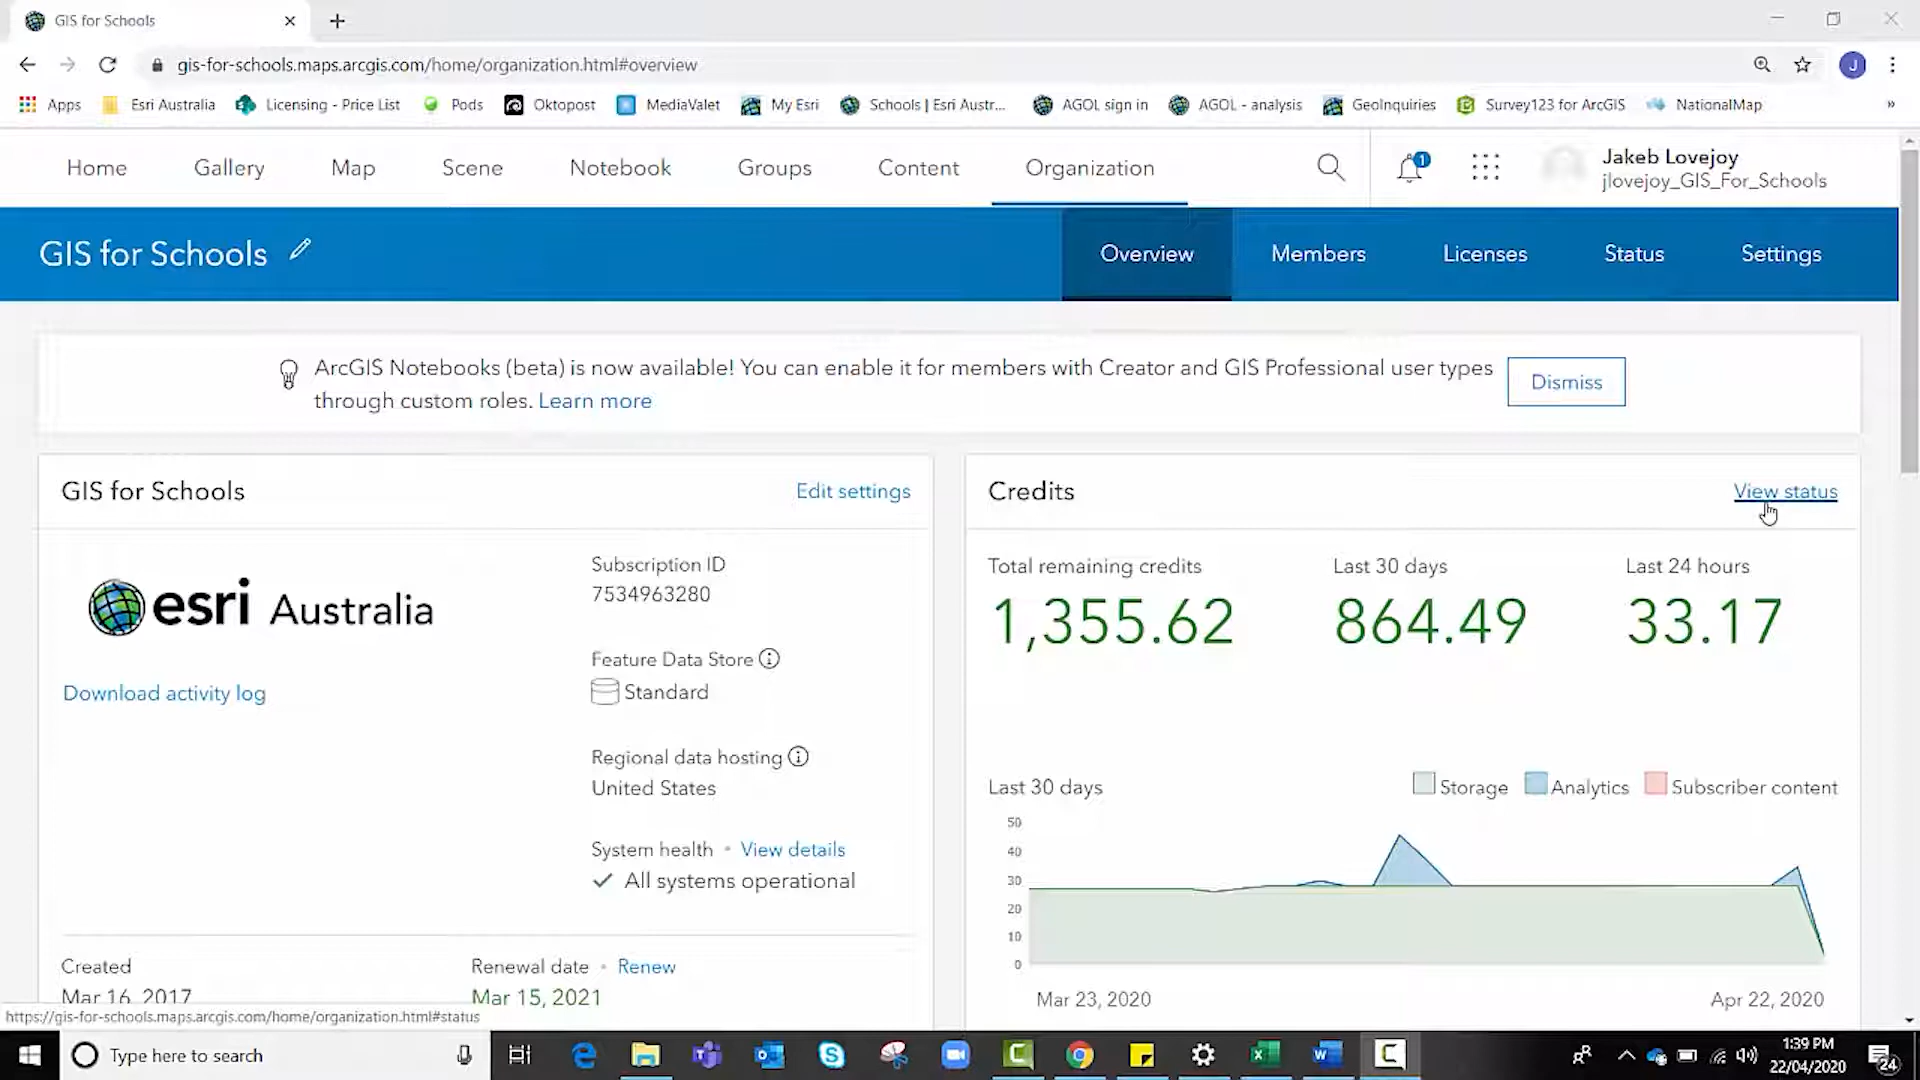 GIS for Schools
gis-for-schools.maps.arcgis.com/home/organization.html#overview
J
Apps
Esri Australia
Licensing - Price List
Pods
Oktopost
MediaValet
My Esri
Schools | Esri Austr...
AGOL sign in
AGOL - analysis
GeoInquiries
Survey123 for ArcGIS
NationalMap
»
Home
Gallery
Map
Scene
Notebook
Groups
Content
Organization
1
Jakeb Lovejoy
jlovejoy_GIS_For_Schools
GIS for Schools
Overview
Members
Licenses
Status
Settings
ArcGIS Notebooks (beta) is now available! You can enable it for members with Creator and GIS Professional user types
through custom roles. Learn more
Dismiss
GIS for Schools
Edit settings
esri Australia
Download activity log
Subscription ID
7534963280
Feature Data Store
Standard
Regional data hosting
United States
System health • View details
All systems operational
Created
Mar 16, 2017
Renewal date • Renew
Mar 15, 2021
Credits
View status
Total remaining credits
1,355.62
Last 30 days
864.49
Last 24 hours
33.17
Last 30 days
Storage
Analytics
Subscriber content
50
40
30
20
10
0
Mar 23, 2020
Apr 22, 2020
https://gis-for-schools.maps.arcgis.com/home/organization.html#status
Type here to search
1:39 PM
22/04/2020
24